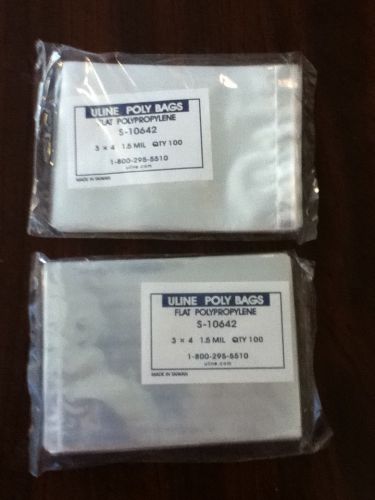 ULINE POLY BAGS
FLAT POLYPROPYLENE
S-10642
3 × 4 1.5 MIL QTY 100
1-800-295-5510
uline.com
MADE IN TAIWAN
ULINE POLY BAGS
FLAT POLYPROPYLENE
S-10642
3 × 4 1.5 MIL QTY 100
1-800-295-5510
uline.com
MADE IN TAIWAN